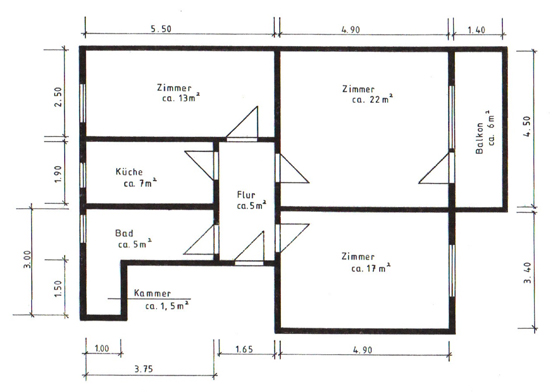 5.50
4.90
1.40
2.50
Zimmer
ca. 13m²
Zimmer
ca. 22m²
Balkon
ca. 6m²
4.50
1.90
Küche
ca. 7m²
Flur
ca.5m²
3.00
Bad
ca. 5m²
Zimmer
ca. 17m²
3.40
1.50
Kammer
ca. 1,5m²
1.00
1.65
4.90
3.75